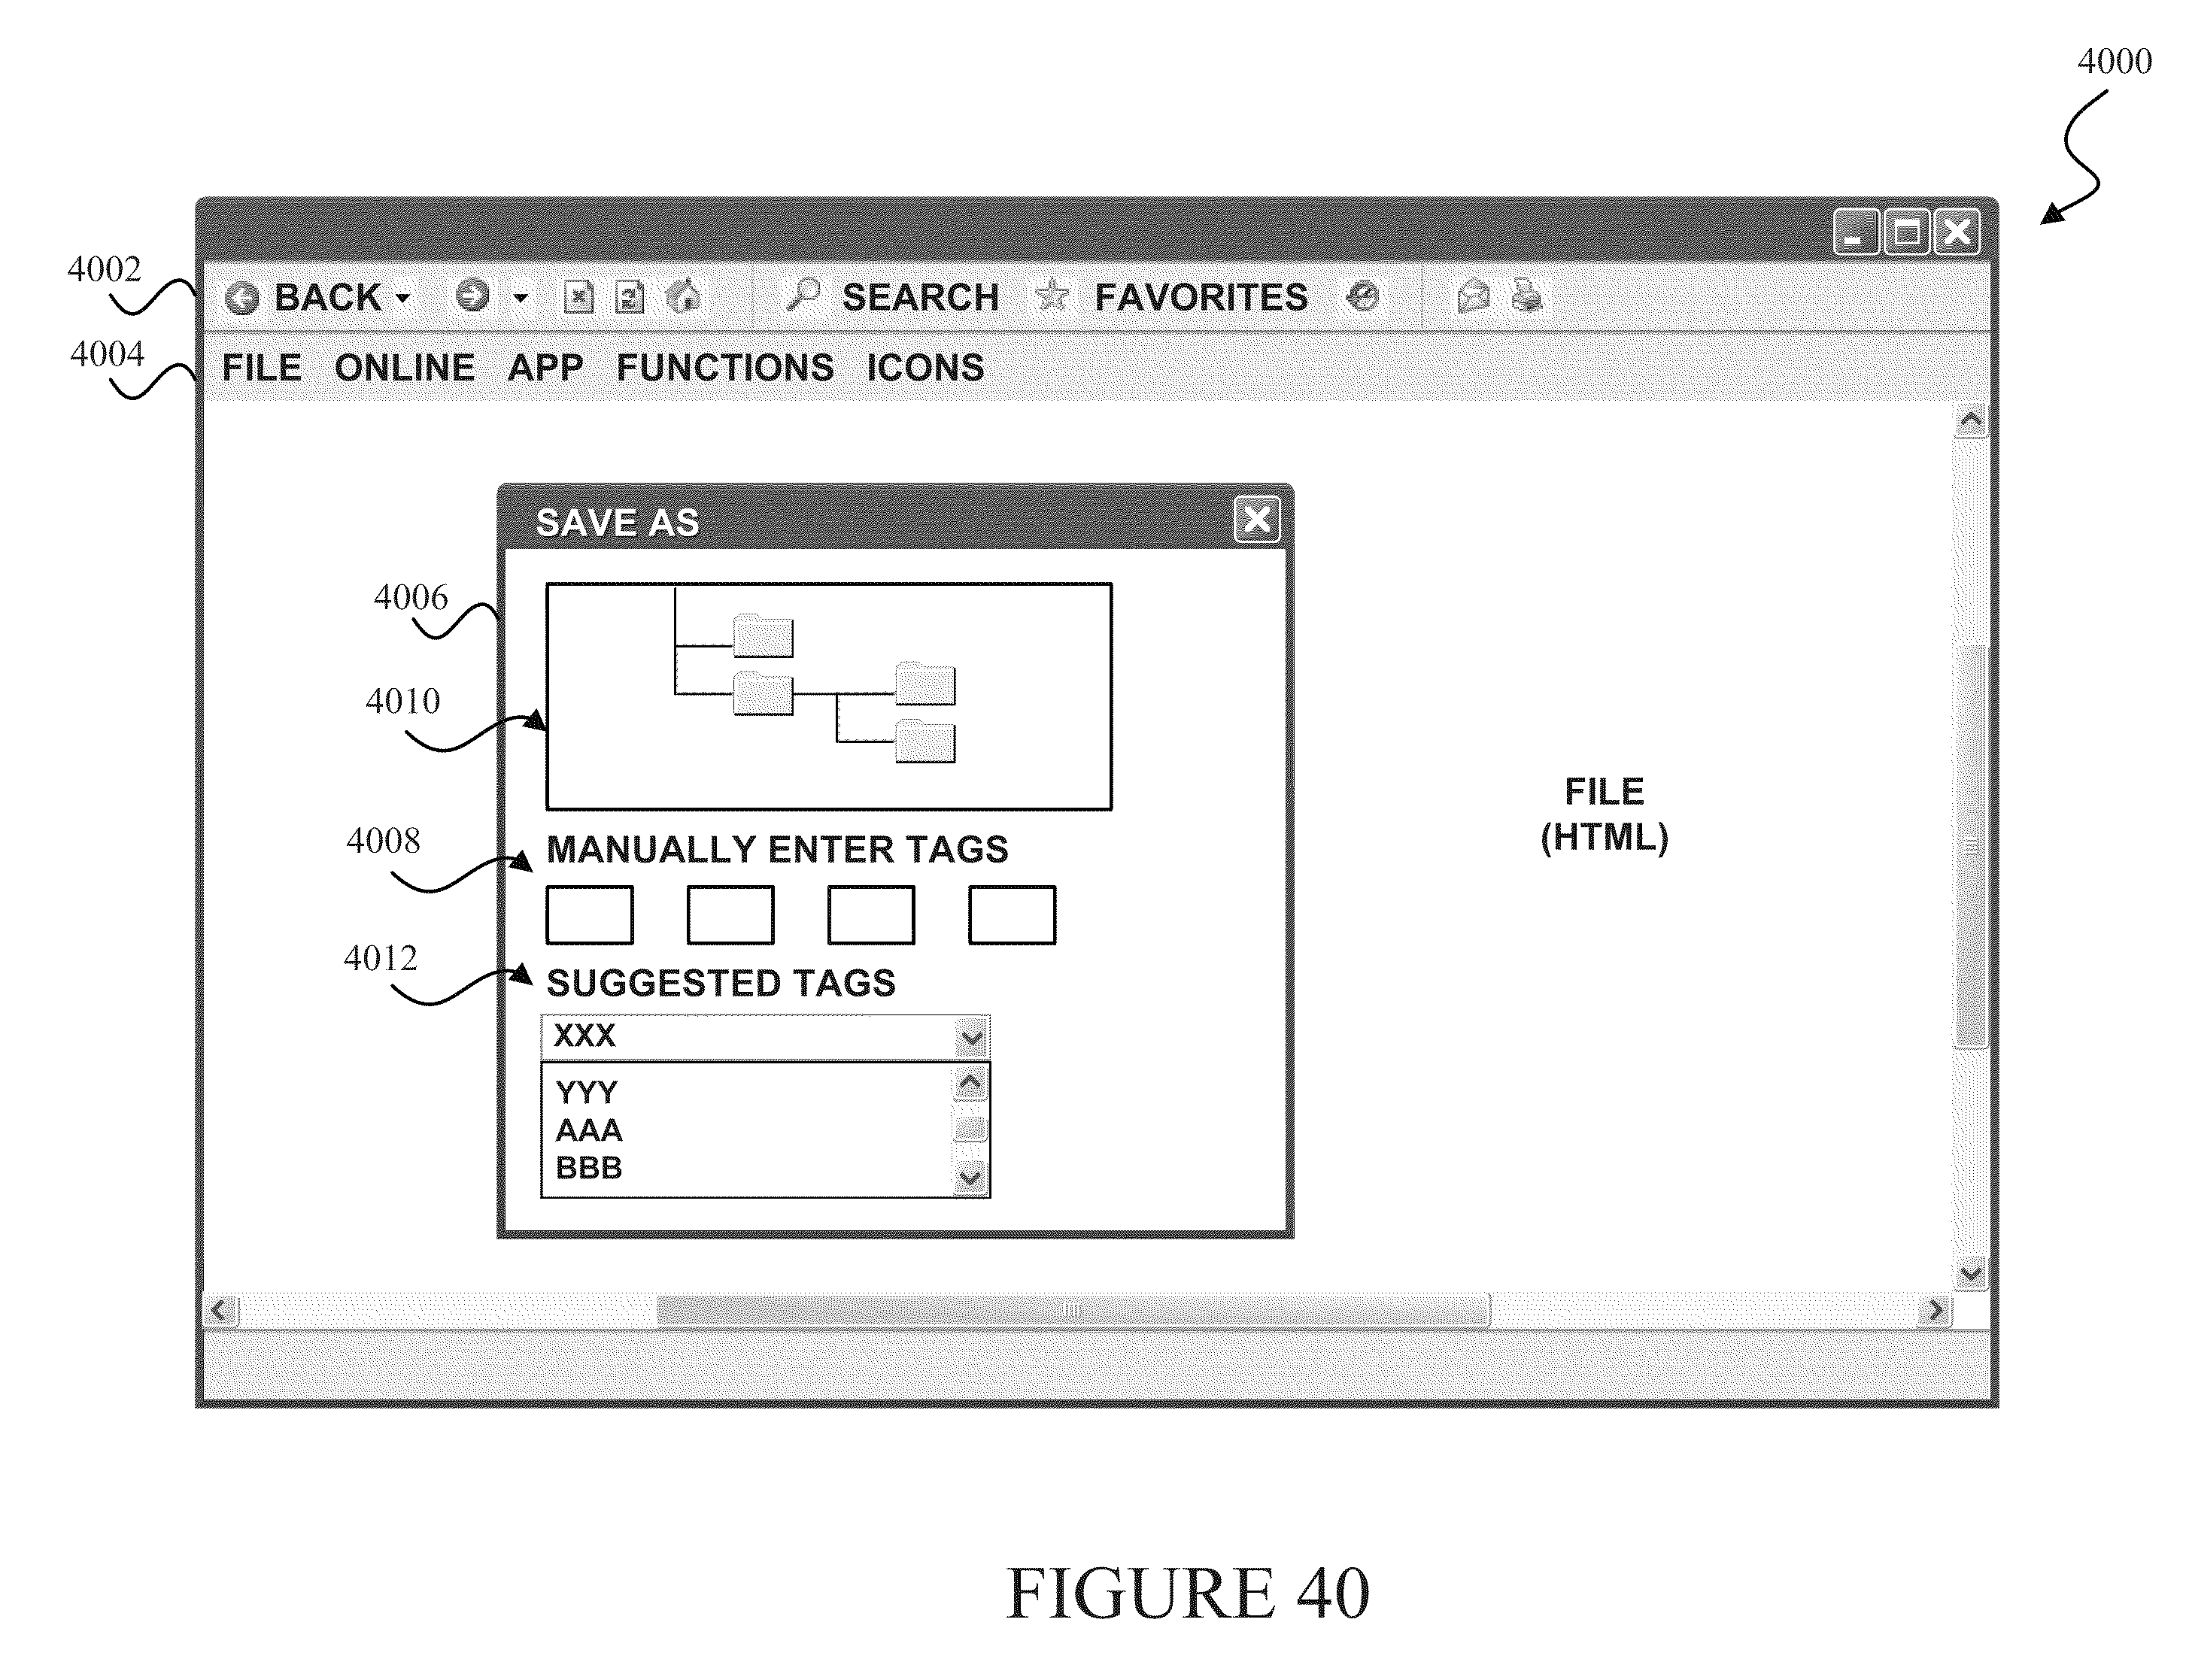 4000
4002
BACK SEARCH FAVORITES
4004
FILE ONLINE APP FUNCTIONS ICONS
SAVE AS
4006
4010
FILE
(HTML)
4008
MANUALLY ENTER TAGS
4012
SUGGESTED TAGS
XXX
YYY
AAA
BBB
FIGURE 40